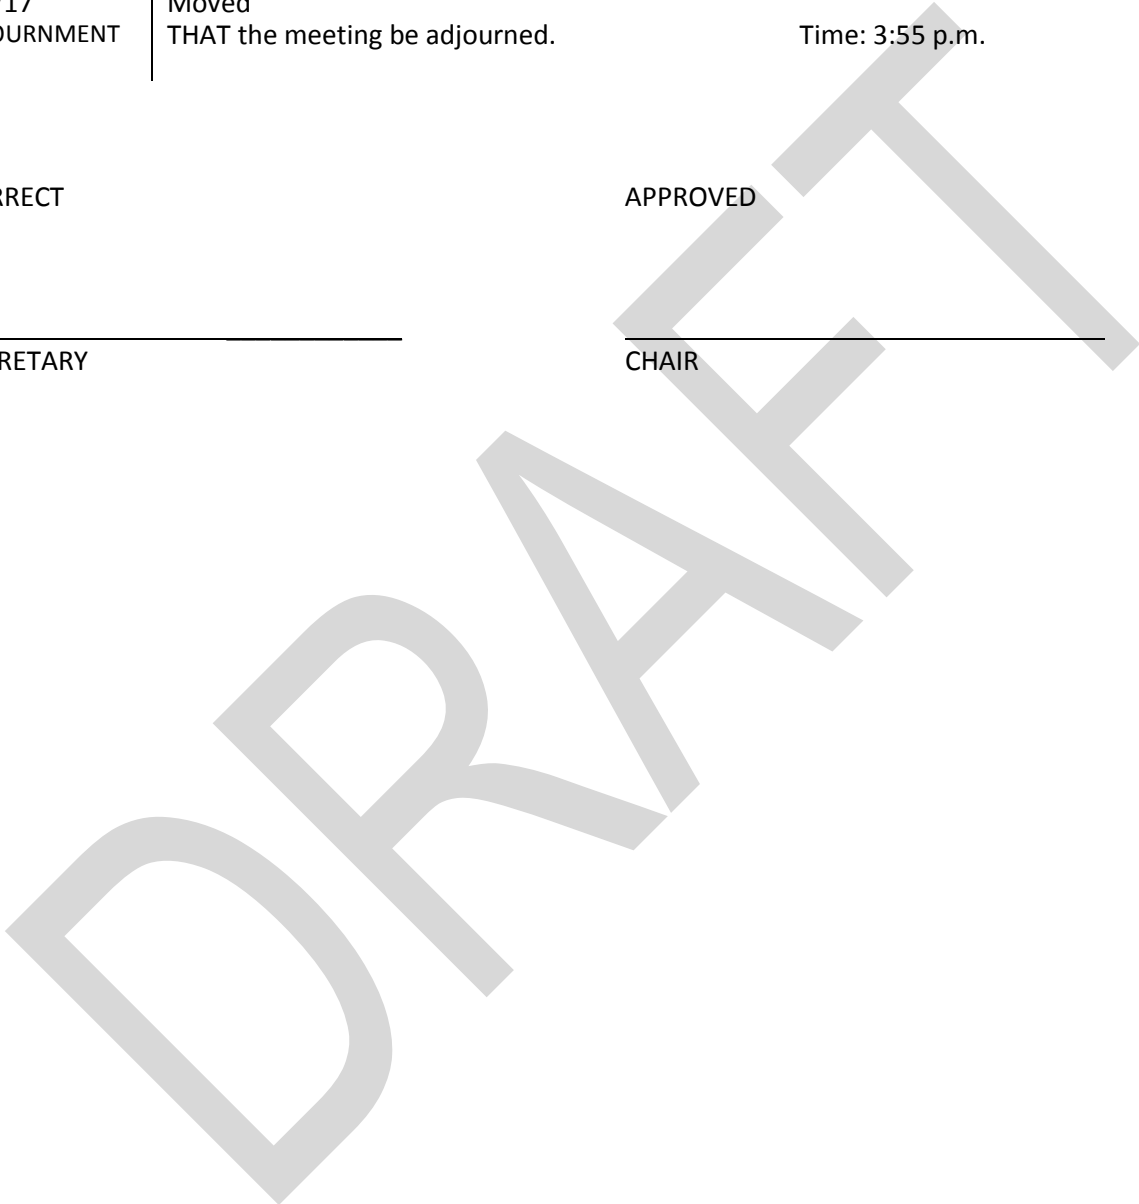 17 Moved
OURNMENT THAT the meeting be adjourned. Time: 3:55 p.m.
RRECT APPROVED
RETARY CHAIR
DRAFT